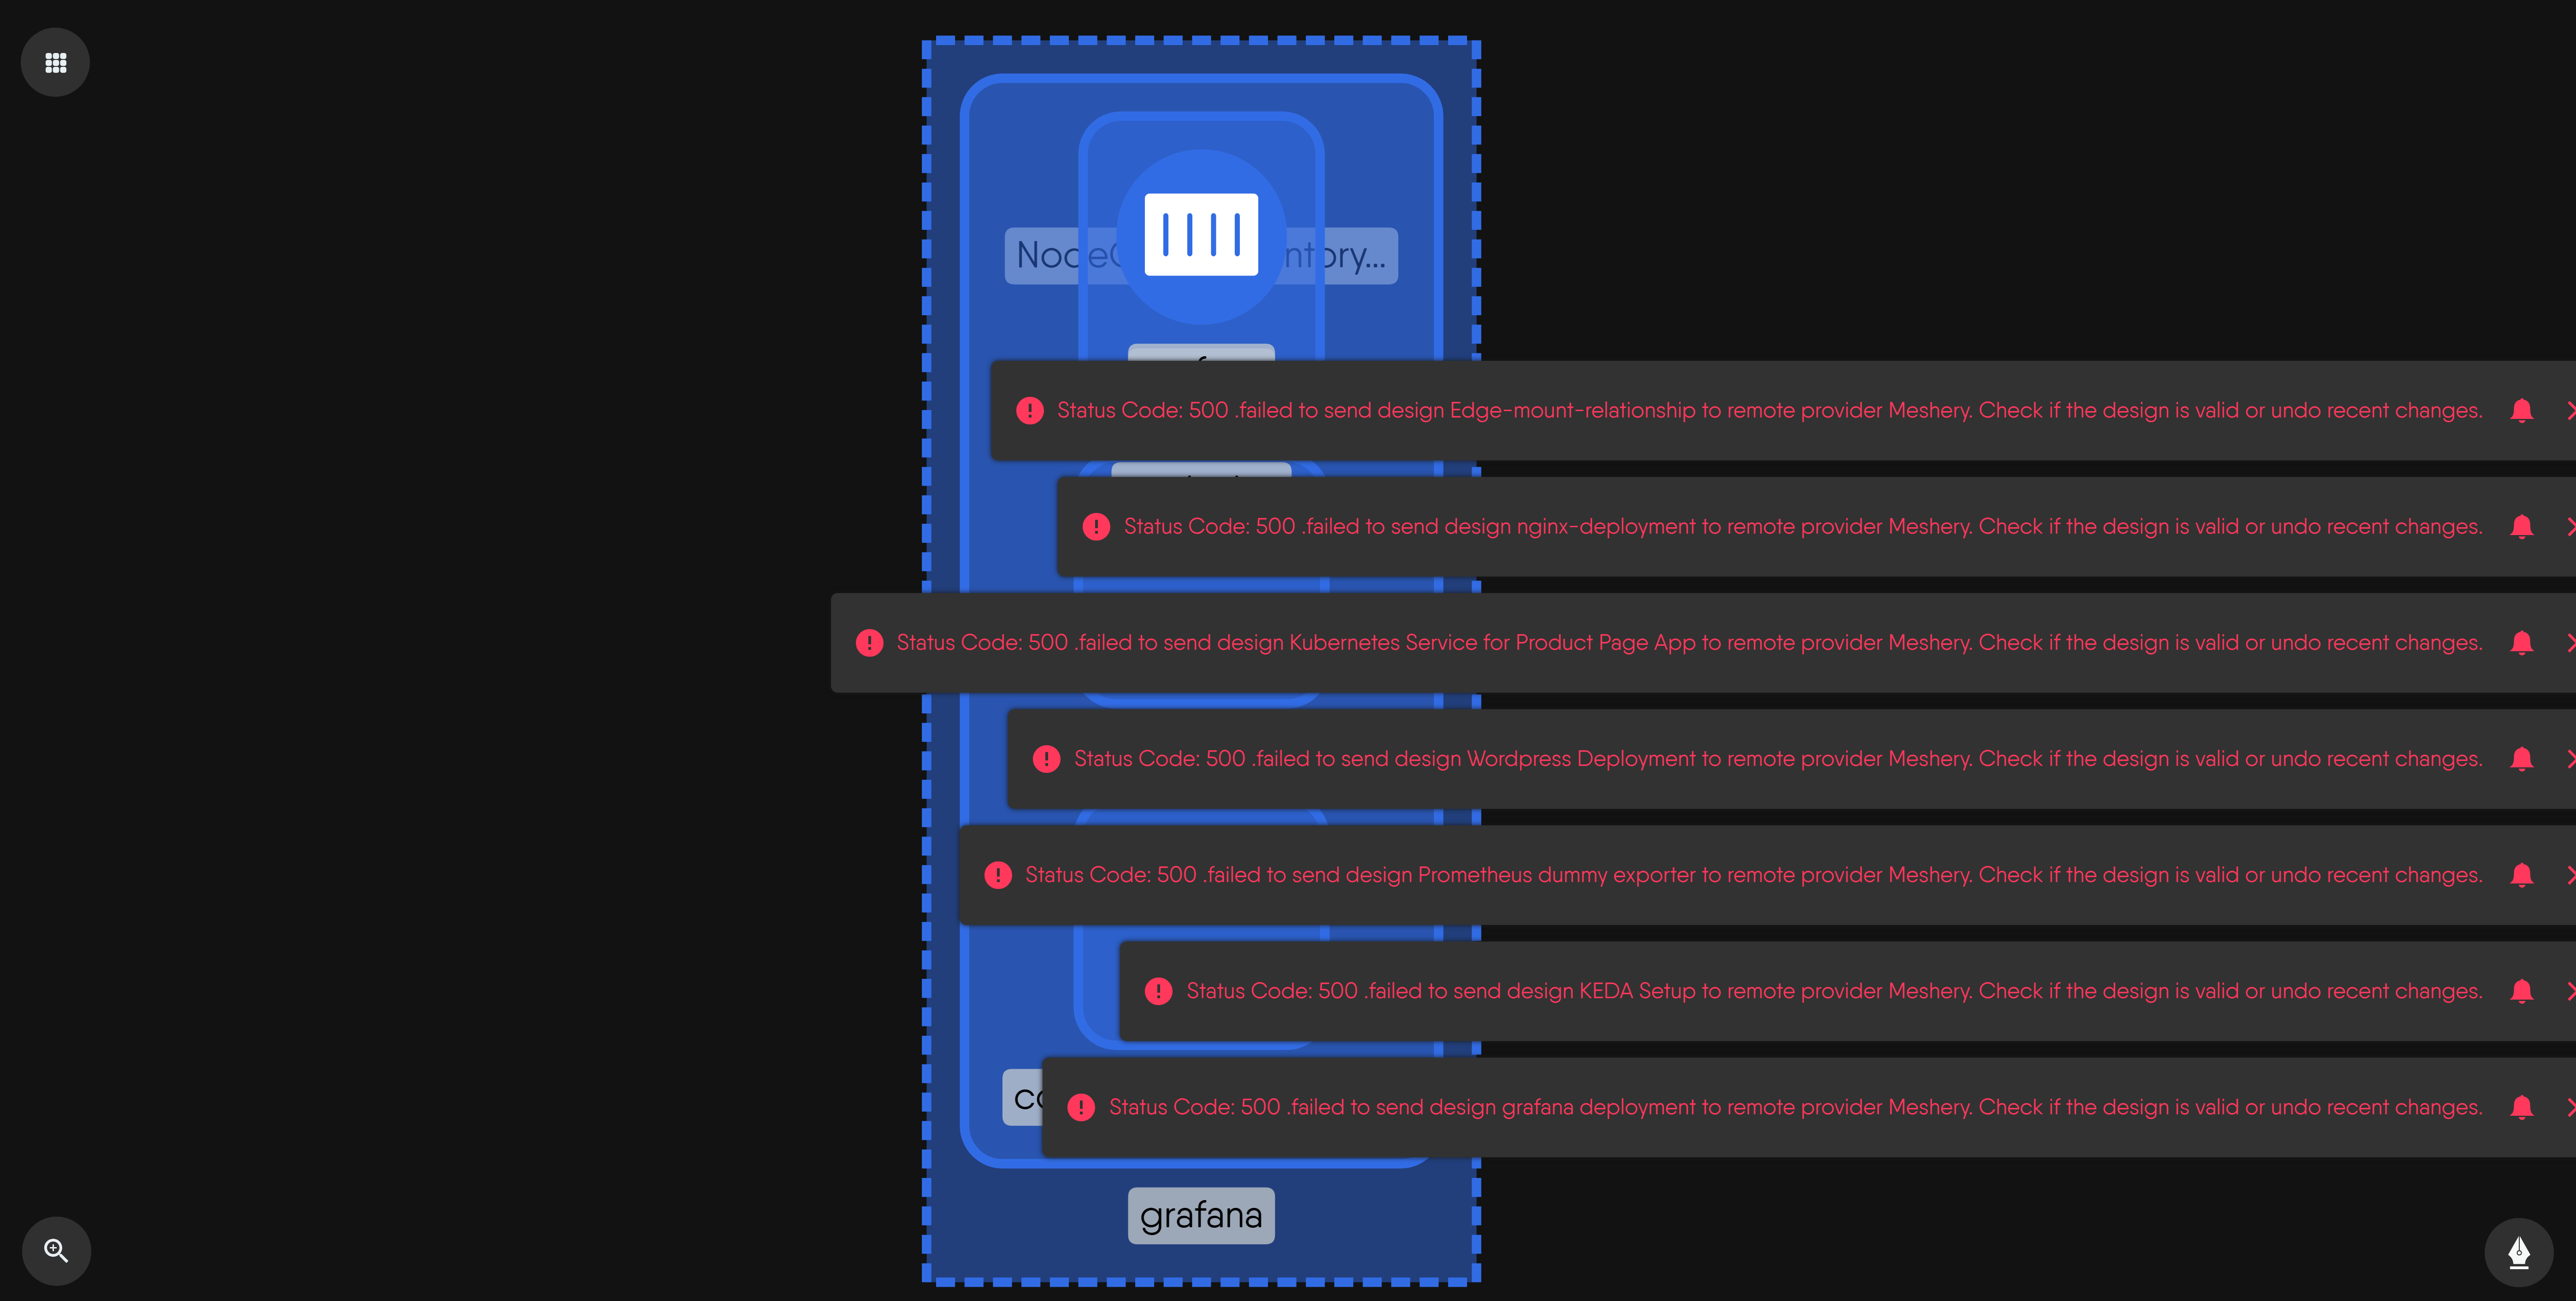 Status Code: 500 .failed to send design Edge-mount-relationship to remote provider Meshery. Check if the design is valid or undo recent changes.
Status Code: 500 .failed to send design nginx-deployment to remote provider Meshery. Check if the design is valid or undo recent changes.
Status Code: 500 .failed to send design Kubernetes Service for Product Page App to remote provider Meshery. Check if the design is valid or undo recent changes.
Status Code: 500 .failed to send design Wordpress Deployment to remote provider Meshery. Check if the design is valid or undo recent changes.
Status Code: 500 .failed to send design Prometheus dummy exporter to remote provider Meshery. Check if the design is valid or undo recent changes.
Status Code: 500 .failed to send design KEDA Setup to remote provider Meshery. Check if the design is valid or undo recent changes.
Status Code: 500 .failed to send design grafana deployment to remote provider Meshery. Check if the design is valid or undo recent changes.
grafana